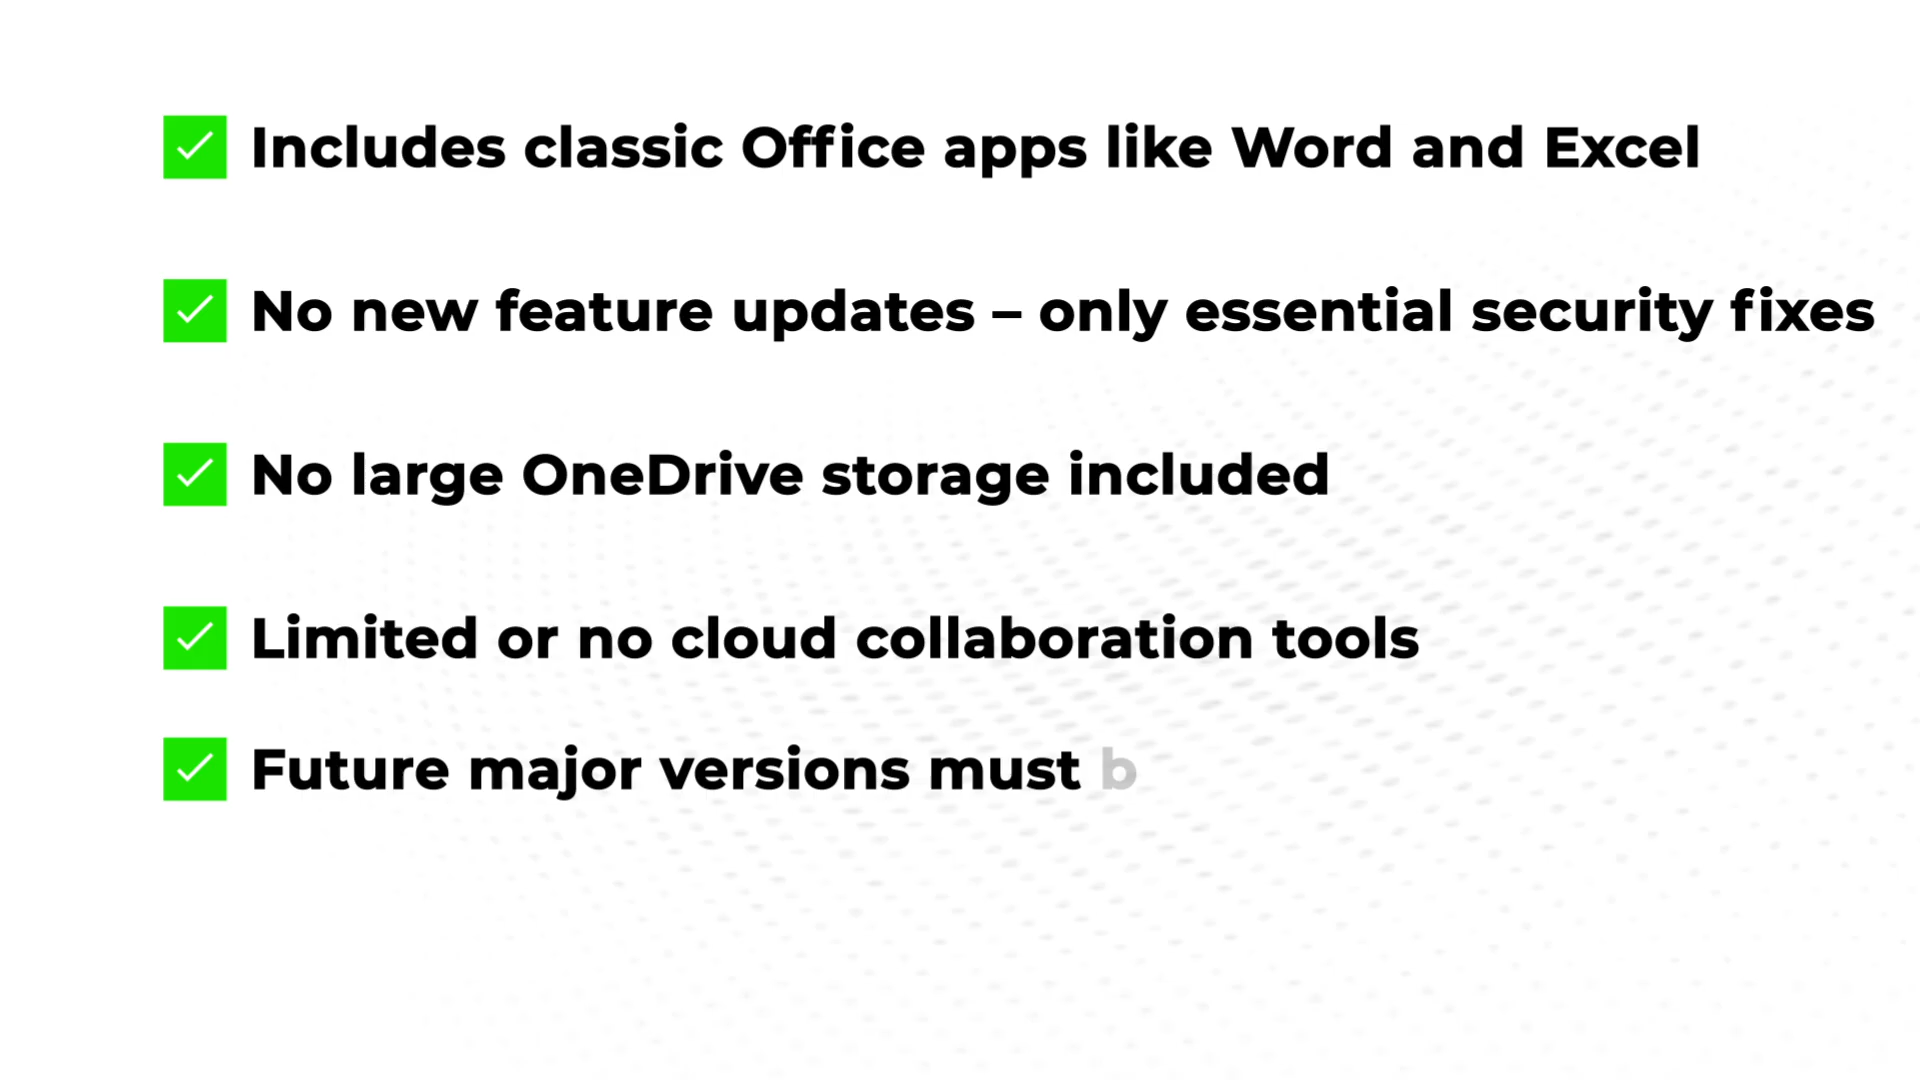 Includes classic Office apps like Word and Excel
No new feature updates – only essential security fixes
No large OneDrive storage included
Limited or no cloud collaboration tools
Future major versions must b